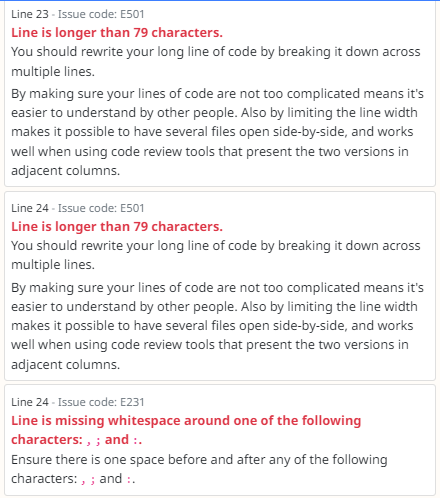 Line 23 - Issue code: E501
Line is longer than 79 characters.
You should rewrite your long line of code by breaking it down across
multiple lines.
By making sure your lines of code are not too complicated means it's
easier to understand by other people. Also by limiting the line width
makes it possible to have several files open side-by-side, and works
well when using code review tools that present the two versions in
adjacent columns.
Line 24 - Issue code: E501
Line is longer than 79 characters.
You should rewrite your long line of code by breaking it down across
multiple lines.
By making sure your lines of code are not too complicated means it's
easier to understand by other people. Also by limiting the line width
makes it possible to have several files open side-by-side, and works
well when using code review tools that present the two versions in
adjacent columns.
Line 24 - Issue code: E231
Line is missing whitespace around one of the following
characters: , ; and :.
Ensure there is one space before and after any of the following
characters: , ; and :.